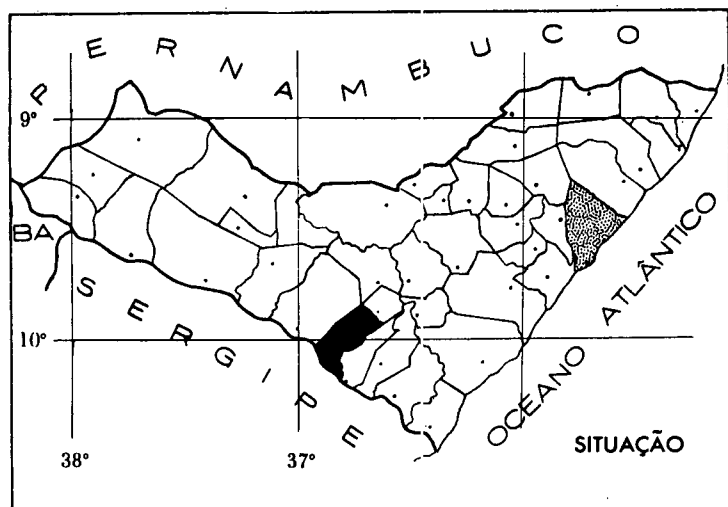 PERNAMBUCO
9°
BA
SERGIPE
OCEANO ATLÂNTICO
10°
SITUAÇÃO
38°
37°